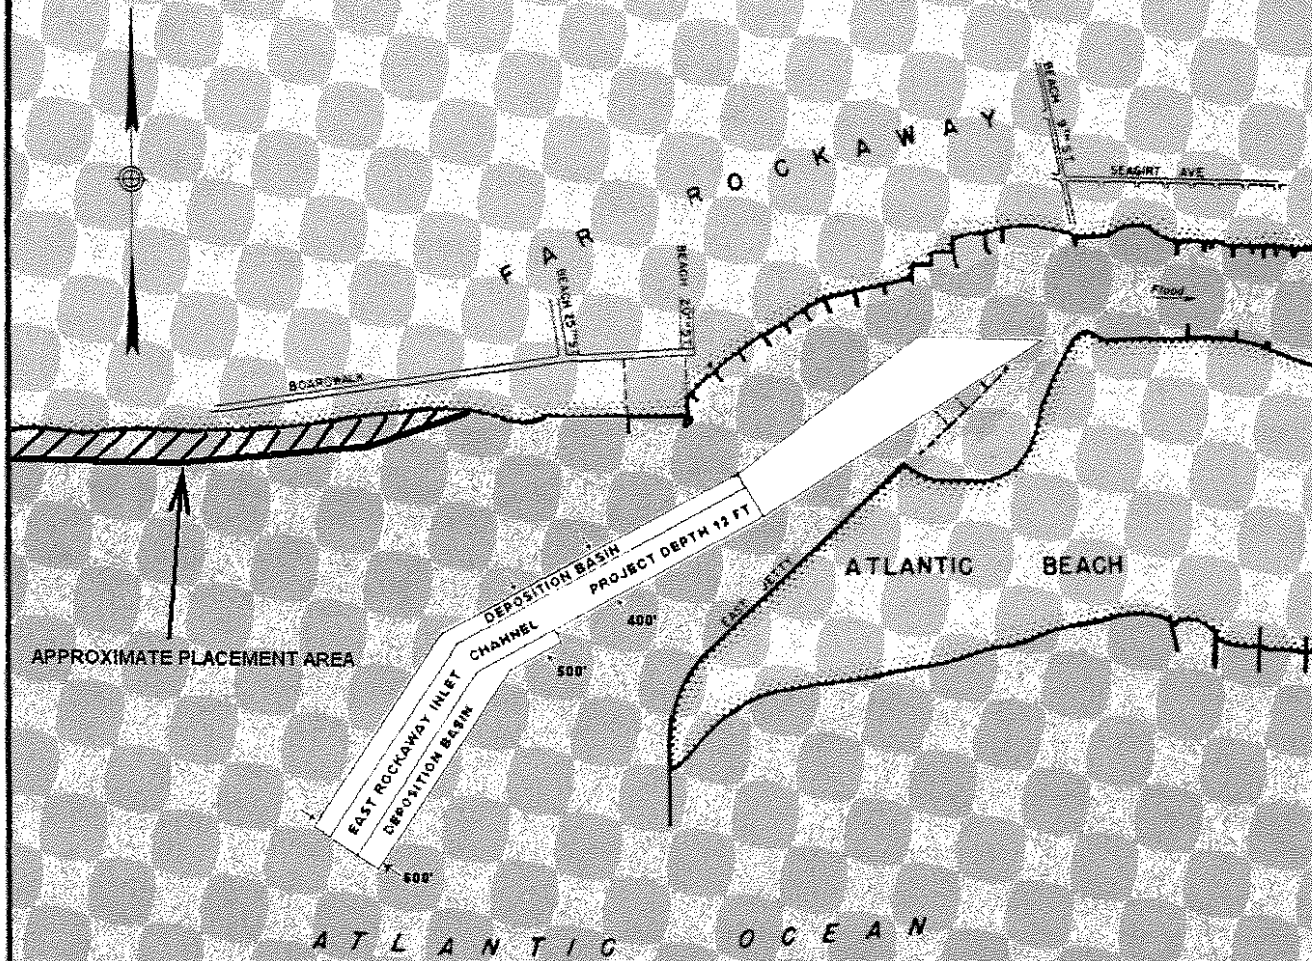 BEACH 9TH ST
SEAGIRT AVE
FAR ROCKAWAY
BEACH 25TH ST
BEACH 20TH ST
Flood
BOARDWALK
DEPOSITION BASIN
PROJECT DEPTH 12 FT
ATLANTIC BEACH
EAST JETTY
400'
APPROXIMATE PLACEMENT AREA
500'
EAST ROCKAWAY INLET CHANNEL
DEPOSITION BASIN
600'
ATLANTIC OCEAN